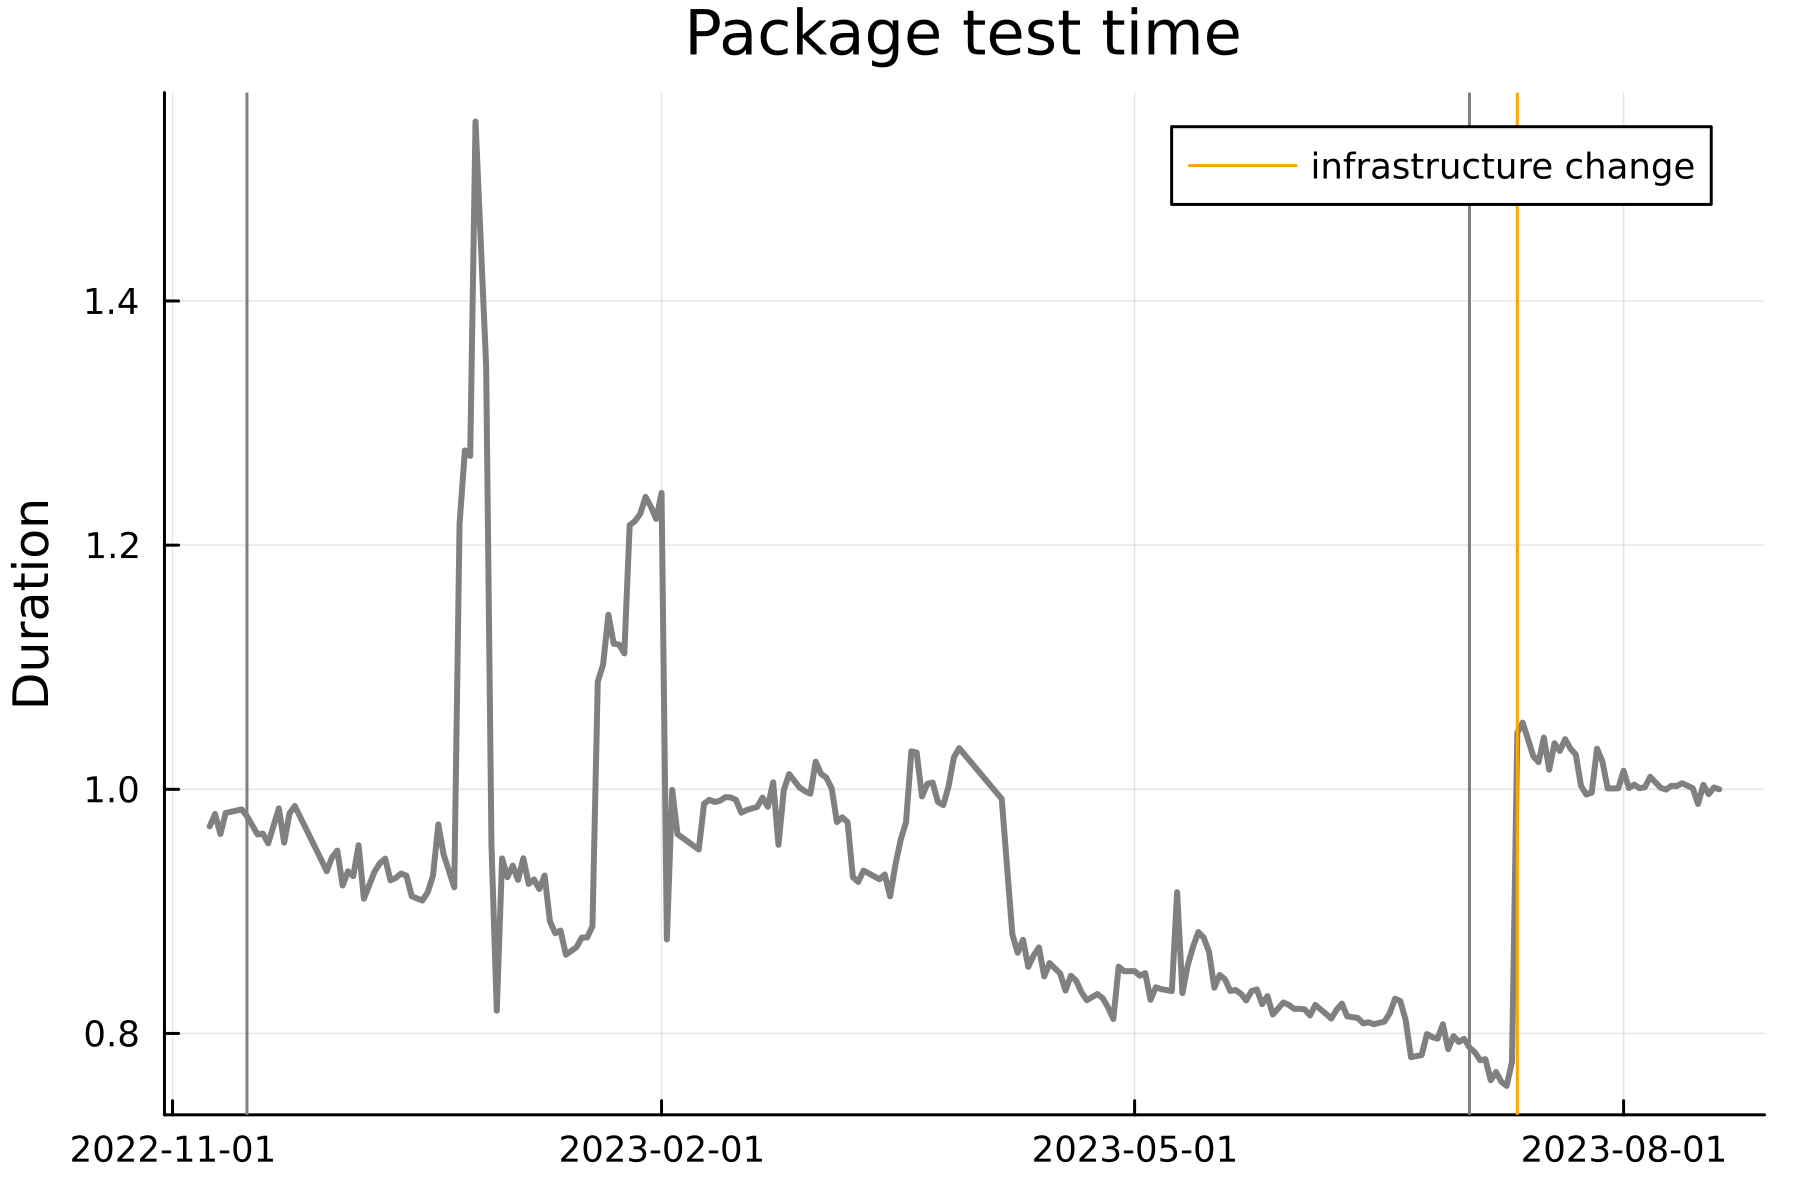 Package test time
infrastructure change
Duration
1.4
1.2
1.0
0.8
2022-11-01 2023-02-01 2023-05-01 2023-08-01